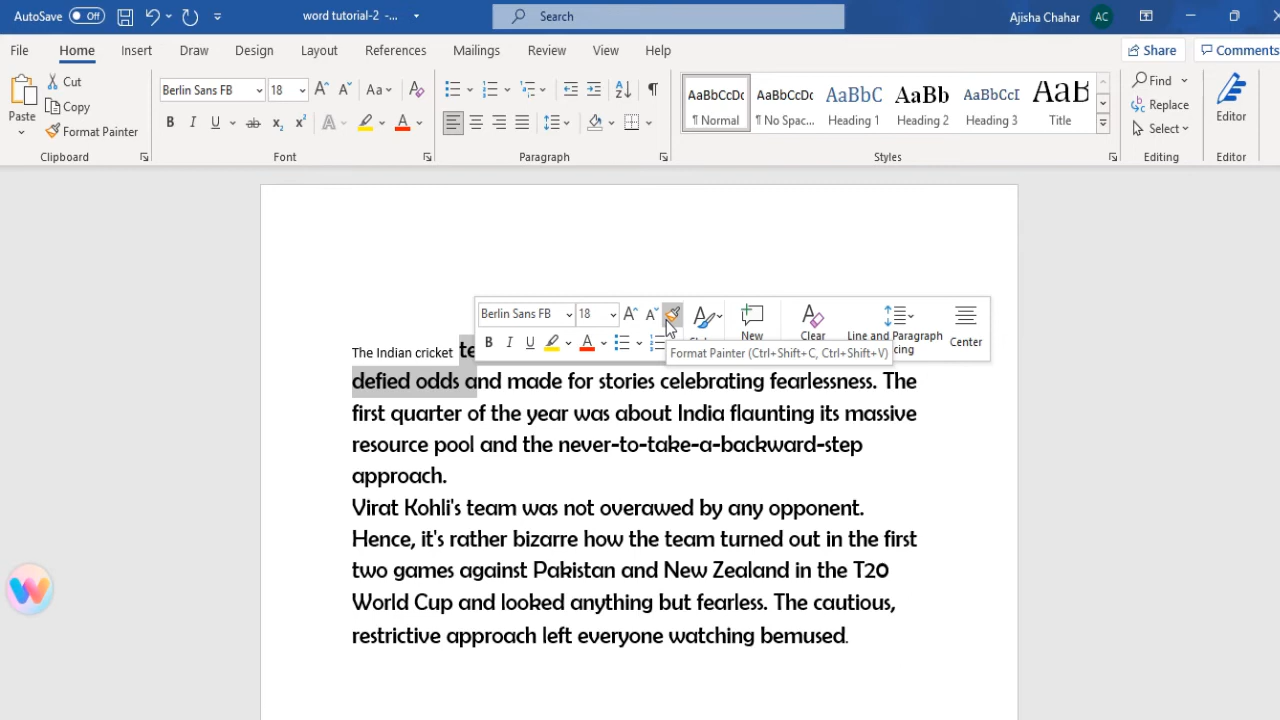 AutoSave Off word tutorial-2 -... Search Ajisha Chahar AC
File Home Insert Draw Design Layout References Mailings Review View Help Share Comments
Paste Cut Copy Format Painter
Berlin Sans FB 18 Aa
B I U ab x₂ x² A A
AaBbCcDc AaBbCcDc AaBbC AaBb AaBbCcI AaB
¶ Normal ¶ No Spac... Heading 1 Heading 2 Heading 3 Title
Find Replace Select Editor
Clipboard Font Paragraph Styles Editing Editor
Berlin Sans FB 18 A A New Clear Line and Paragraph Center
B I U A
Format Painter (Ctrl+Shift+C, Ctrl+Shift+V)
The Indian cricket te
defied odds and made for stories celebrating fearlessness. The
first quarter of the year was about India flaunting its massive
resource pool and the never-to-take-a-backward-step
approach.
Virat Kohli's team was not overawed by any opponent.
Hence, it's rather bizarre how the team turned out in the first
two games against Pakistan and New Zealand in the T20
World Cup and looked anything but fearless. The cautious,
restrictive approach left everyone watching bemused.
W